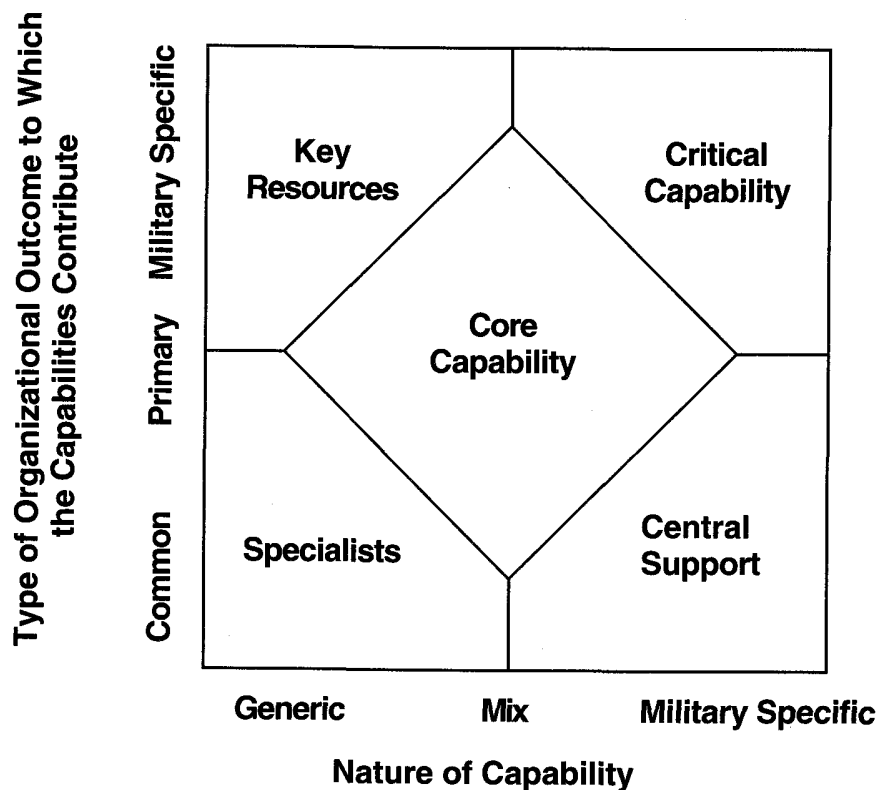 Type of Organizational Outcome to Which
the Capabilities Contribute
Military Specific
Primary
Common
Key
Resources
Critical
Capability
Core
Capability
Specialists
Central
Support
Generic
Mix
Military Specific
Nature of Capability